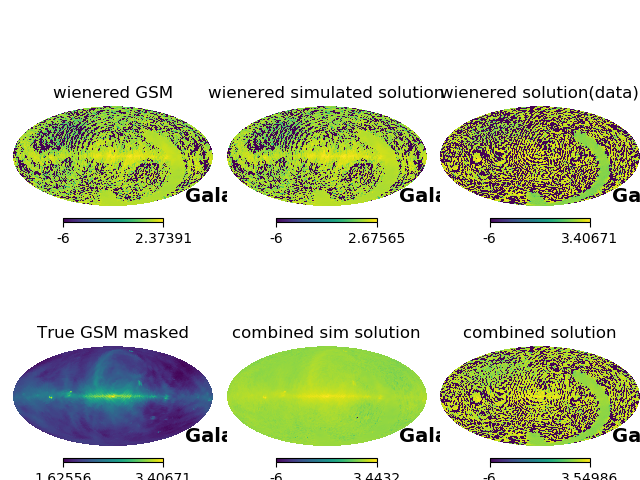 wienered GSM
wienered simulated solution
wienered solution(data)
Gala
Gala
Ga
-6 2.37391
-6 2.67565
-6 3.40671
True GSM masked
combined sim solution
combined solution
Gala
Gala
Ga
1.62556 3.40671
-6 3.4432
-6 3.54986